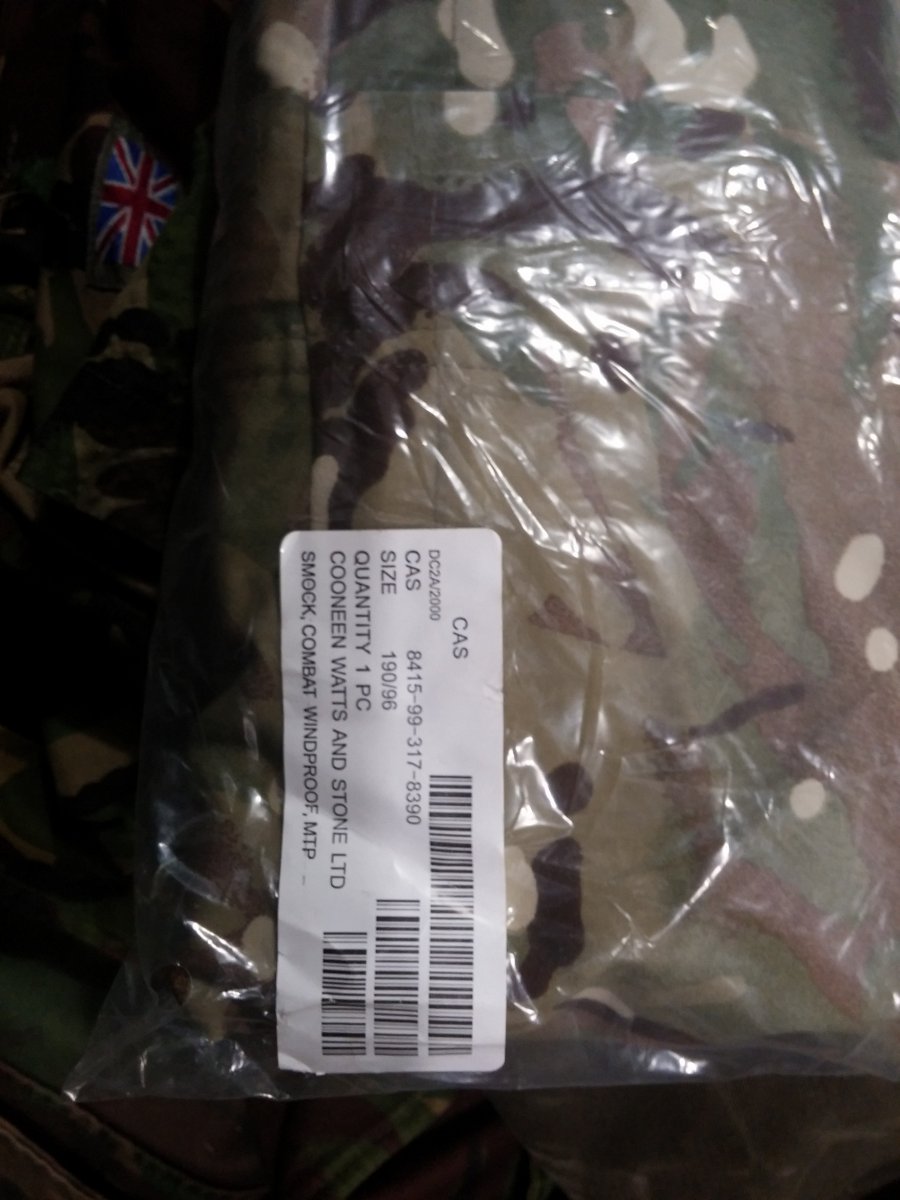 CAS
DC2A/2000
CAS 8415-99-317-8390
SIZE 190/96
QUANTITY 1 PC
COONEEN WATTS AND STONE LTD
SMOCK, COMBAT WINDPROOF, MTP _